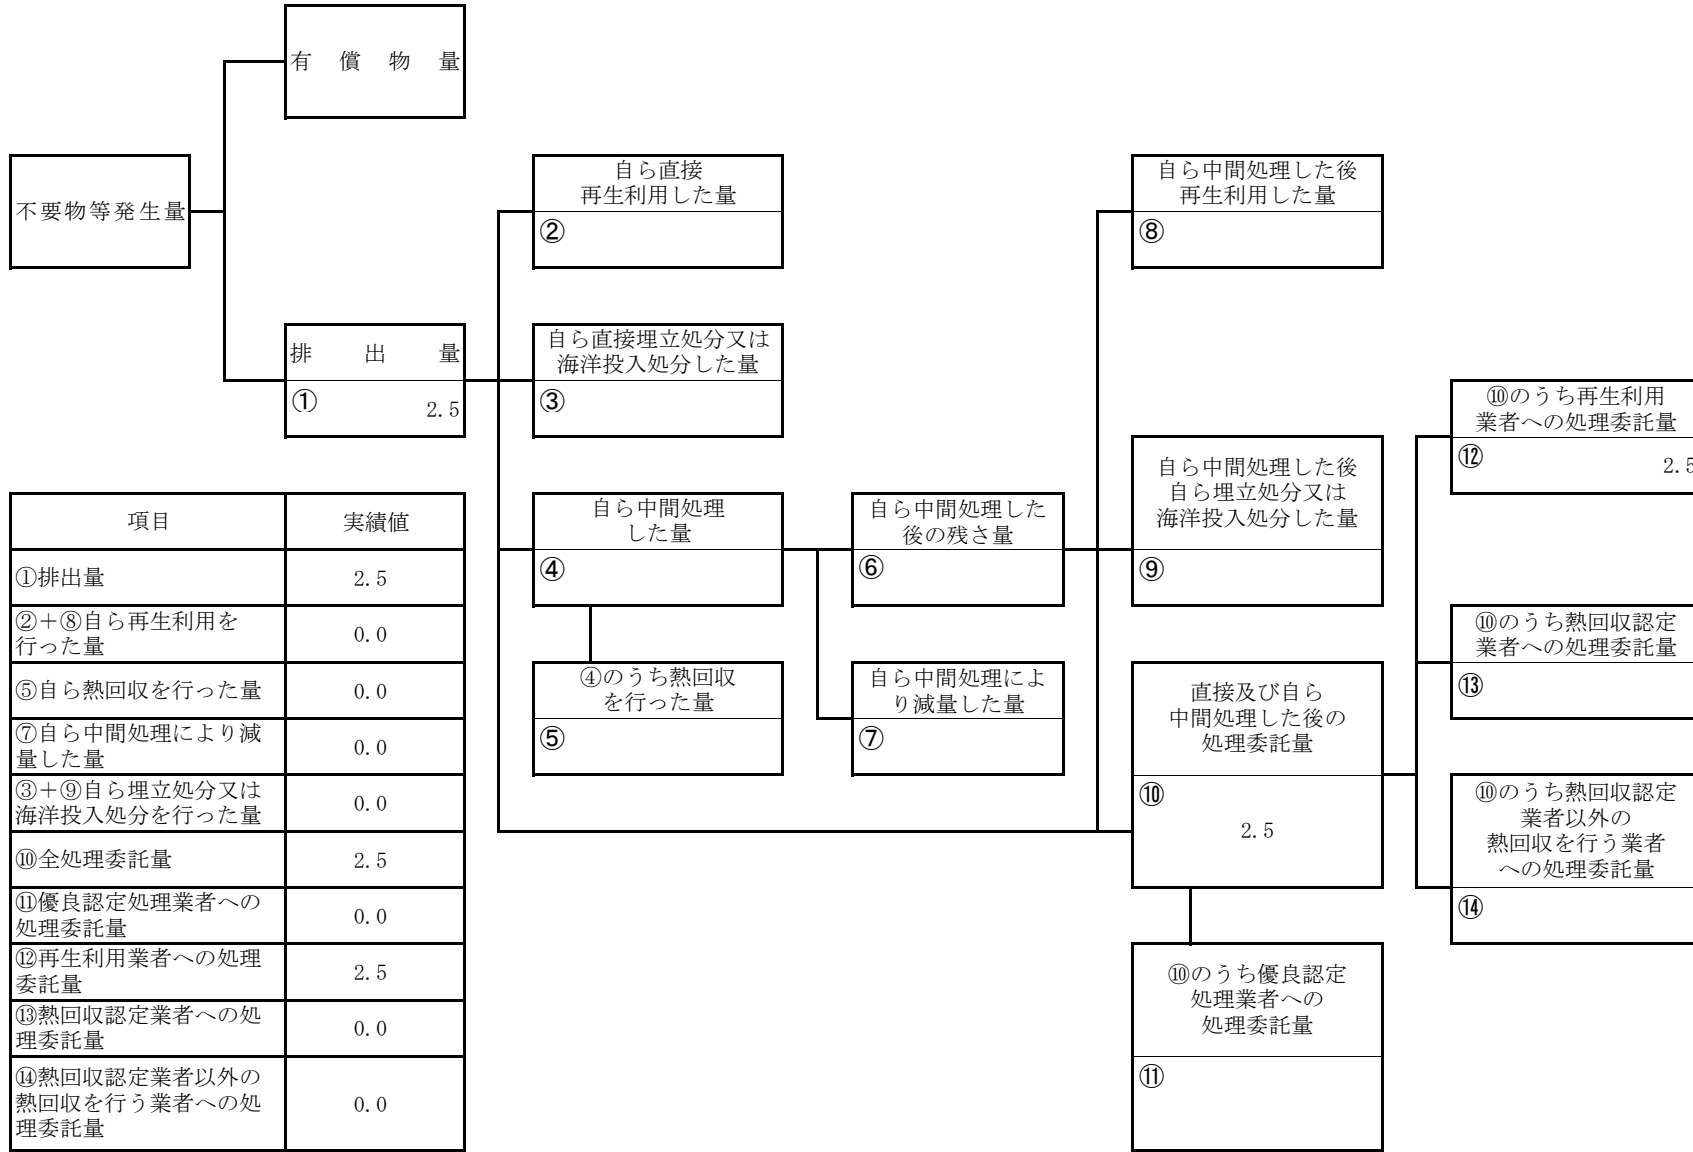 有償物量
不要物等発生量
自ら直接
再生利用した量
②
自ら中間処理した後
再生利用した量
⑧
排出量
① 2.5
自ら直接埋立処分又は
海洋投入処分した量
③
⑩のうち再生利用
業者への処理委託量
⑫ 2.5
自ら中間処理した後
自ら埋立処分又は
海洋投入処分した量
⑨
自ら中間処理
した量
④
自ら中間処理した
後の残さ量
⑥
⑩のうち熱回収認定
業者への処理委託量
⑬
④のうち熱回収
を行った量
⑤
自ら中間処理によ
り減量した量
⑦
直接及び自ら
中間処理した後の
処理委託量
⑩
2.5
⑩のうち熱回収認定
業者以外の
熱回収を行う業者
への処理委託量
⑭
⑩のうち優良認定
処理業者への
処理委託量
⑪
項目 実績値
①排出量 2.5
②+⑧自ら再生利用を
行った量 0.0
⑤自ら熱回収を行った量 0.0
⑦自ら中間処理により減
量した量 0.0
③+⑨自ら埋立処分又は
海洋投入処分を行った量 0.0
⑩全処理委託量 2.5
⑪優良認定処理業者への
処理委託量 0.0
⑫再生利用業者への処理
委託量 2.5
⑬熱回収認定業者への処
理委託量 0.0
⑭熱回収認定業者以外の
熱回収を行う業者への処
理委託量 0.0